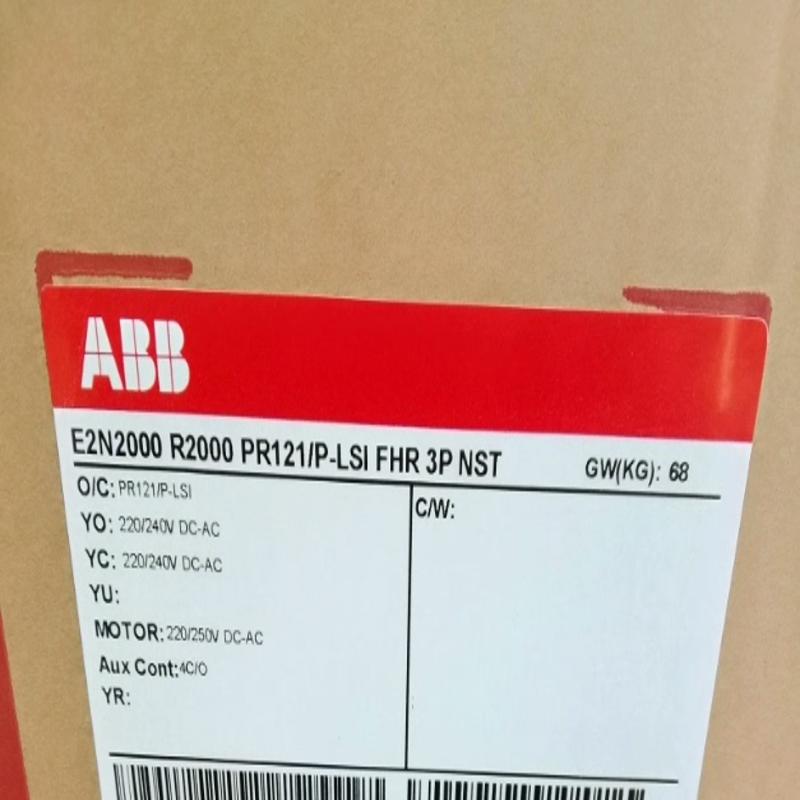 ABB
E2N2000 R2000 PR121/P-LSI FHR 3P NST GW(KG): 68
O/C: PR121/P-LSI
C/W:
YO: 220/240V DC-AC
YC: 220/240V DC-AC
YU:
MOTOR: 220/250V DC-AC
Aux Cont:4C/O
YR: